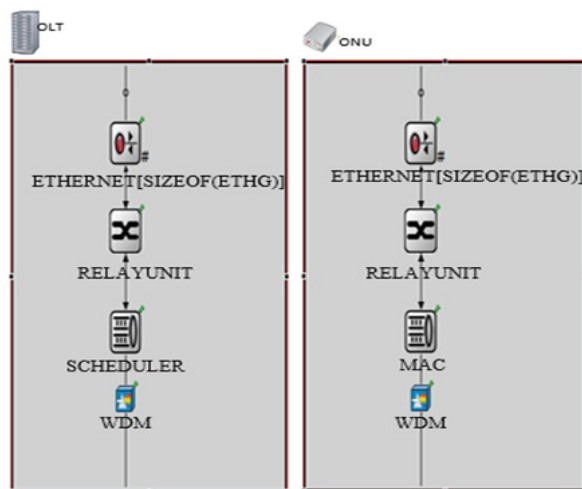 OLT
ETHERNET[SIZEOF(ETHG)]
RELAYUNIT
SCHEDULER
WDM
ONU
ETHERNET[SIZEOF(ETHG)]
RELAYUNIT
MAC
WDM